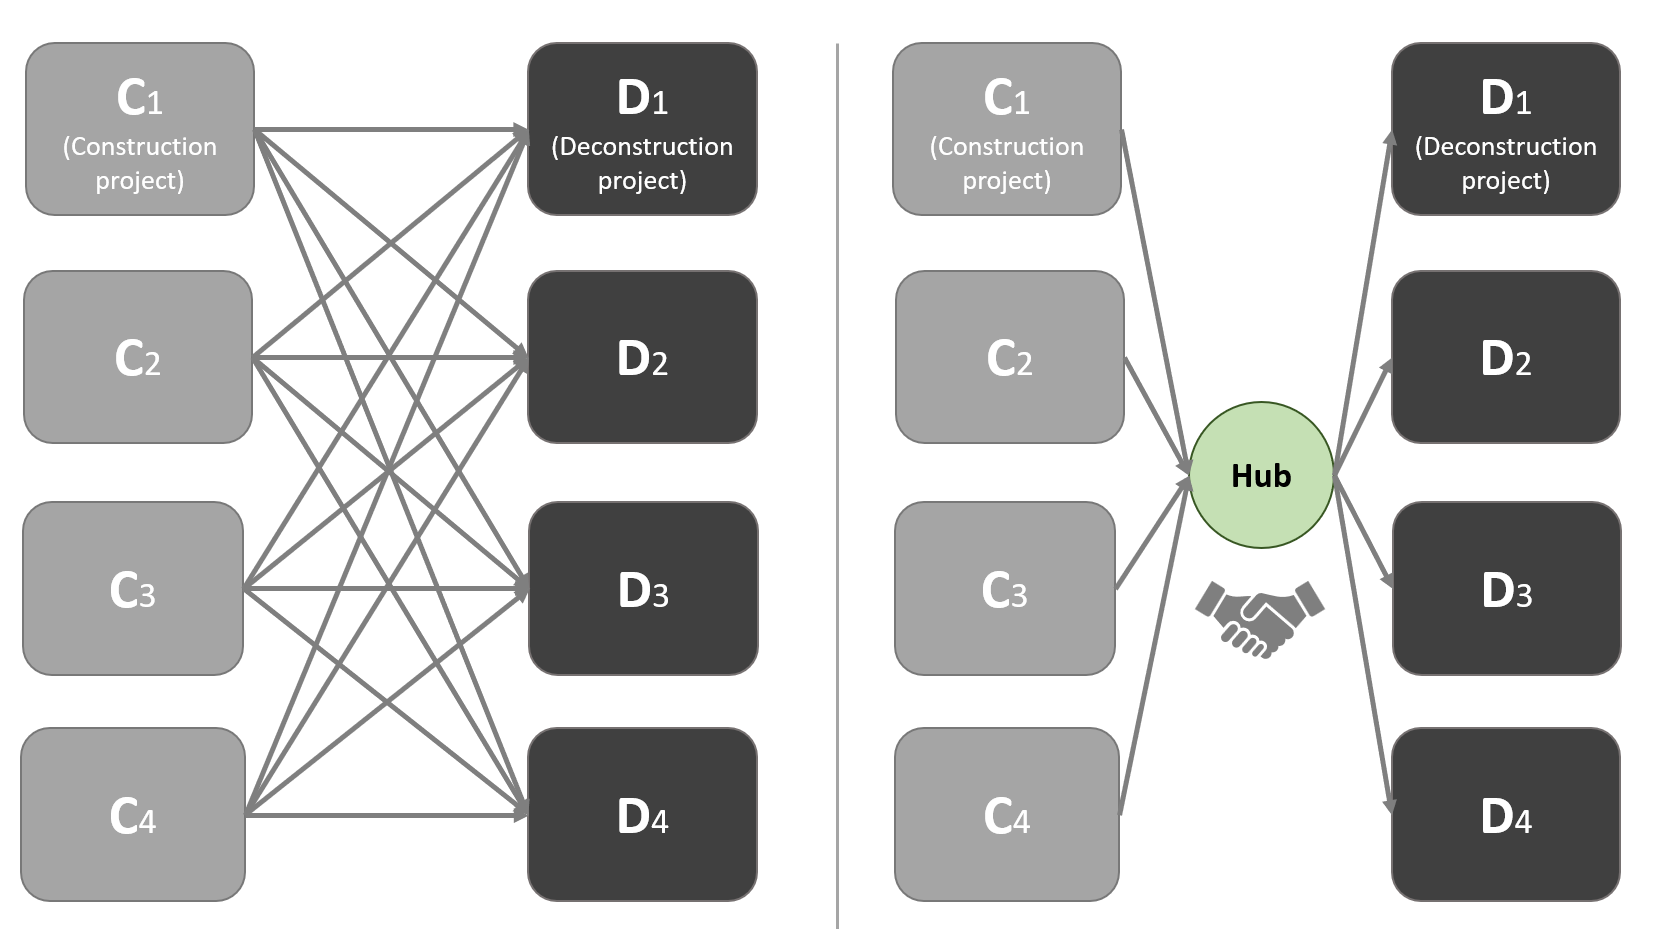 C1
(Construction
project)
D1
(Deconstruction
project)
C2
D2
C3
D3
C4
D4
C1
(Construction
project)
D1
(Deconstruction
project)
C2
D2
Hub
C3
D3
C4
D4